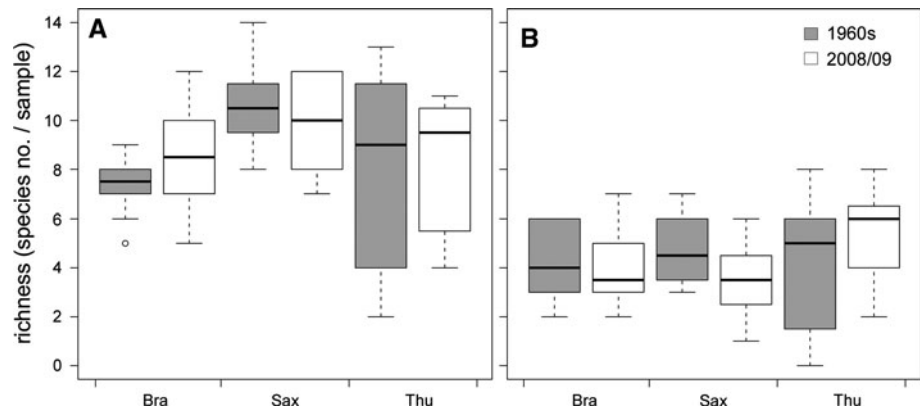 richness (species no. / sample)
14
12
10
8
6
4
2
0
A
Bra
Sax
Thu
B
1960s
2008/09
Bra
Sax
Thu